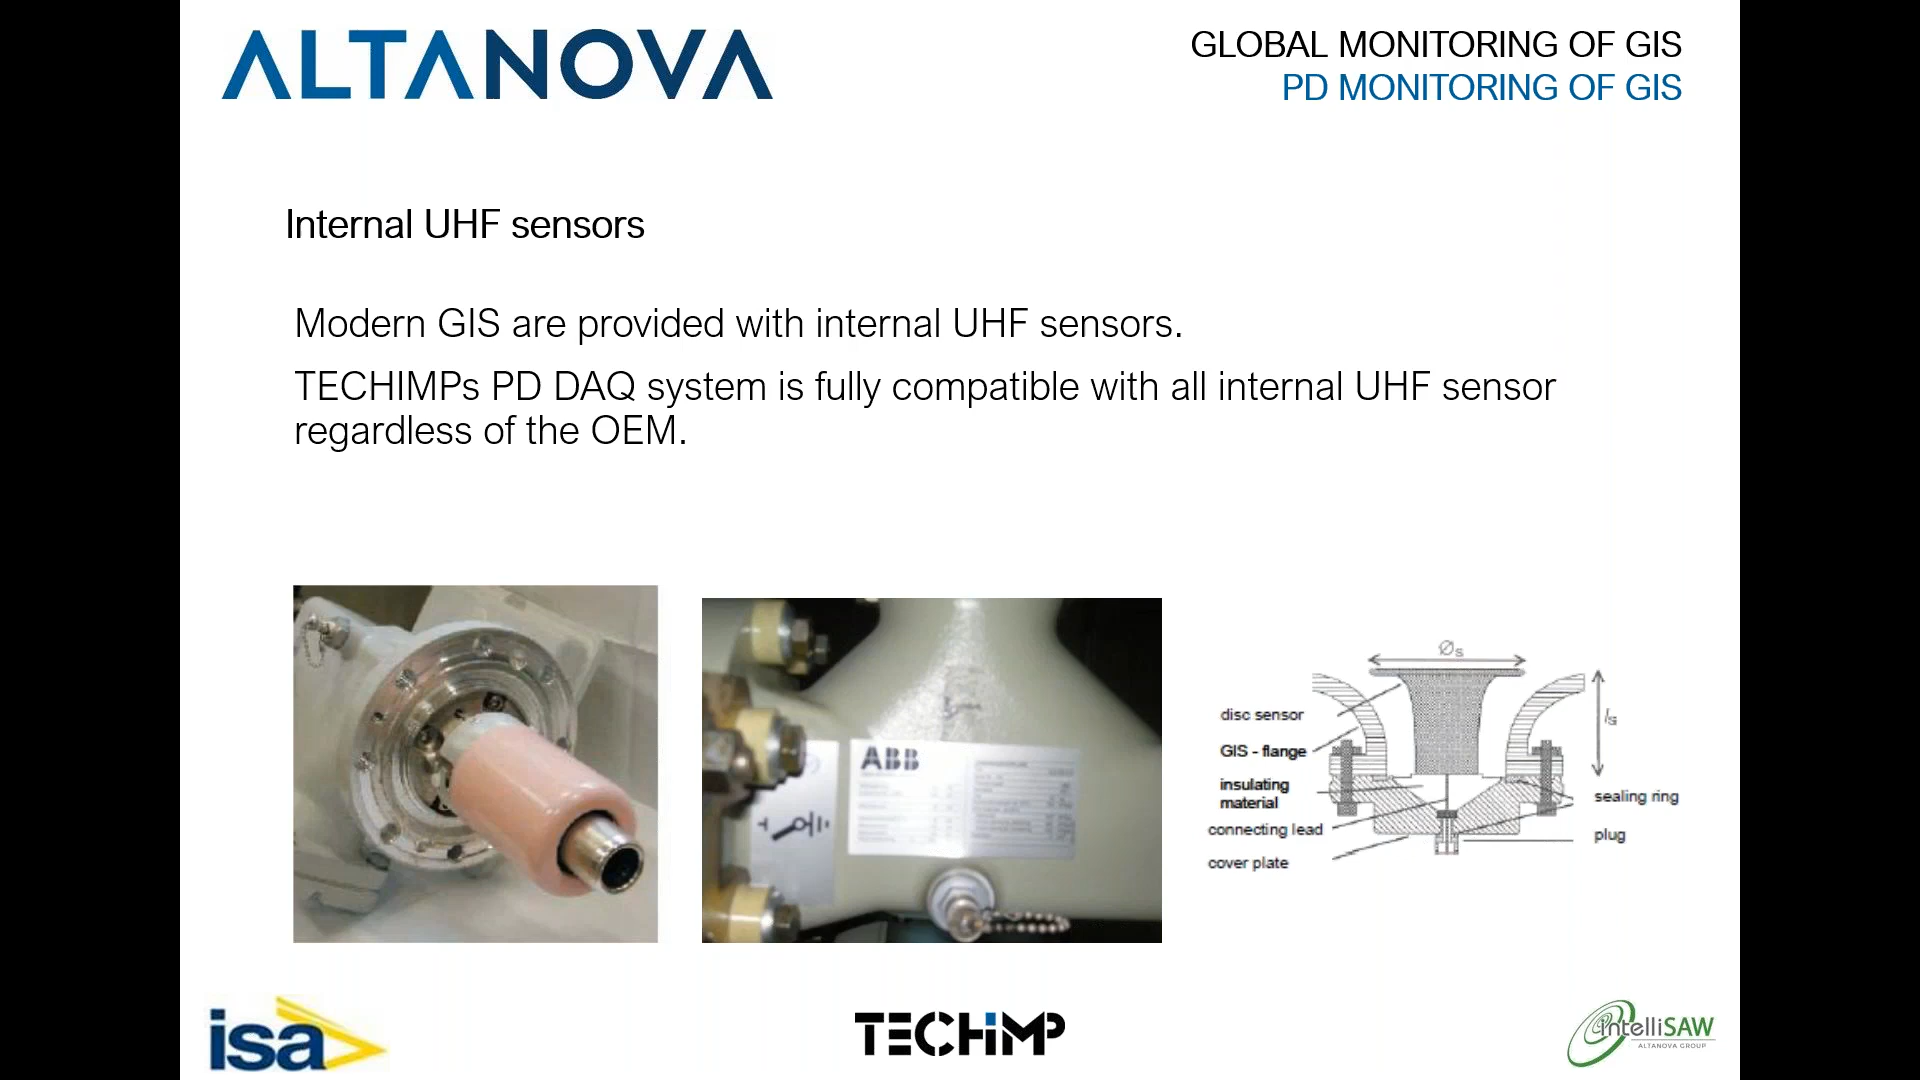 ALTANOVA
GLOBAL MONITORING OF GIS
PD MONITORING OF GIS
Internal UHF sensors
Modern GIS are provided with internal UHF sensors.
TECHIMPs PD DAQ system is fully compatible with all internal UHF sensor
regardless of the OEM.
ABB
Øs
ls
disc sensor
GIS - flange
insulating
material
connecting lead
cover plate
sealing ring
plug
isa
TECHIMP
intelliSAW
ALTANOVA GROUP